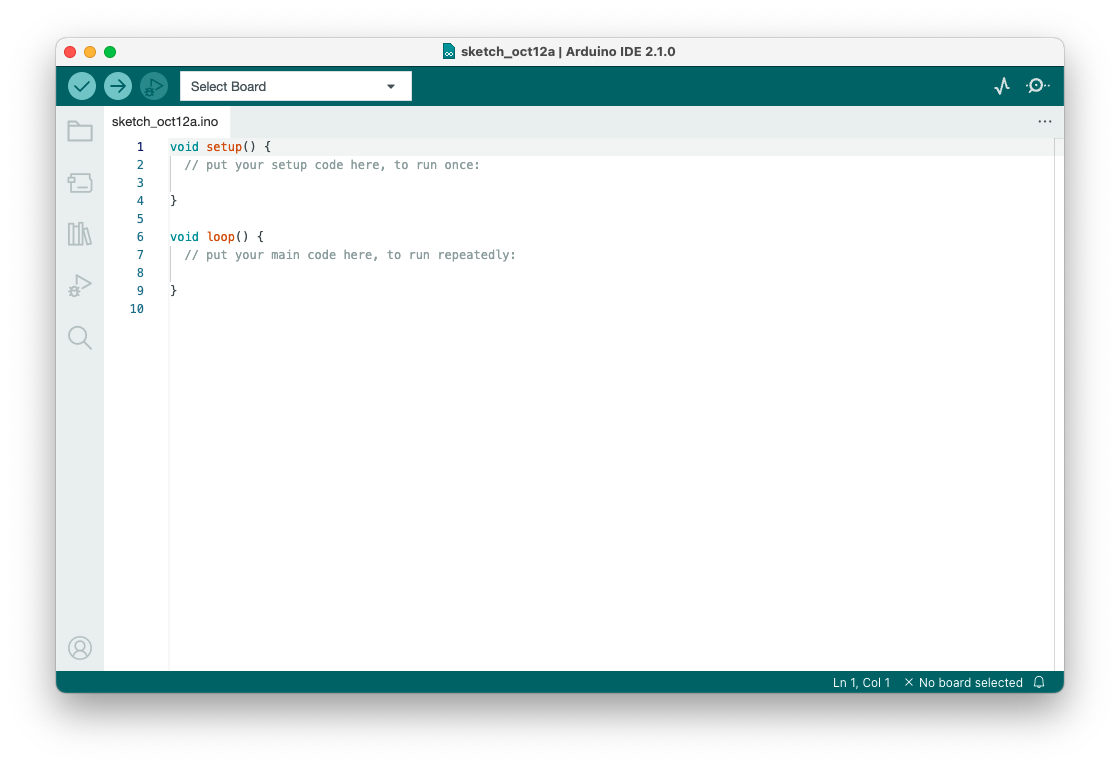 sketch_oct12a | Arduino IDE 2.1.0
Select Board
sketch_oct12a.ino
1 void setup() {
2   // put your setup code here, to run once:
3
4 }
5
6 void loop() {
7   // put your main code here, to run repeatedly:
8
9 }
10
Ln 1, Col 1 × No board selected